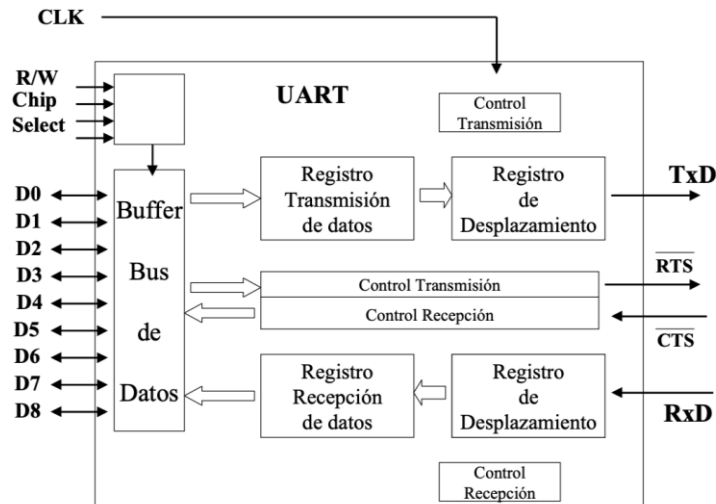 CLK
R/W
Chip
Select
UART
Control
Transmisión
D0
D1
D2
D3
D4
D5
D6
D7
D8
Buffer
Bus
de
Datos
Registro
Transmisión
de datos
Registro
de
Desplazamiento
TxD
Control Transmisión
RTS
Control Recepción
CTS
Registro
Recepción
de datos
Registro
de
Desplazamiento
RxD
Control
Recepción